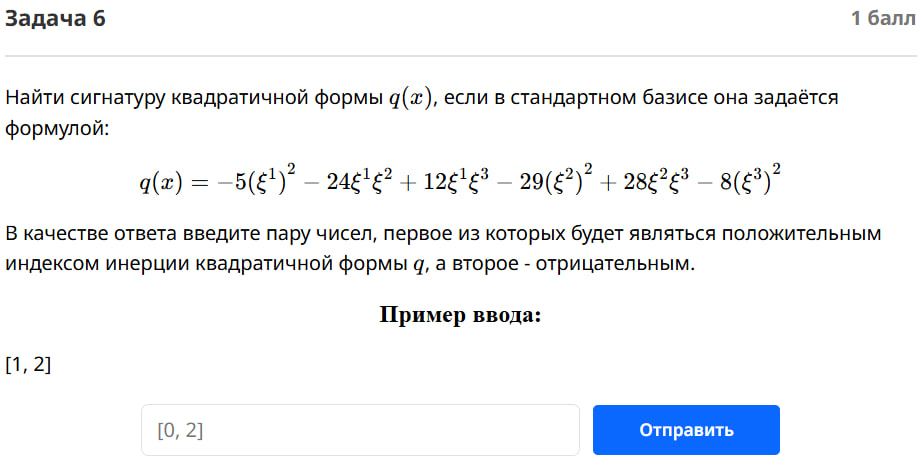 Задача 6
1 балл
Найти сигнатуру квадратичной формы q(x), если в стандартном базисе она задаётся
формулой:
q(x) = −5(ξ¹)² − 24ξ¹ξ² + 12ξ¹ξ³ − 29(ξ²)² + 28ξ²ξ³ − 8(ξ³)²
В качестве ответа введите пару чисел, первое из которых будет являться положительным
индексом инерции квадратичной формы q, а второе - отрицательным.
Пример ввода:
[1, 2]
[0, 2]
Отправить